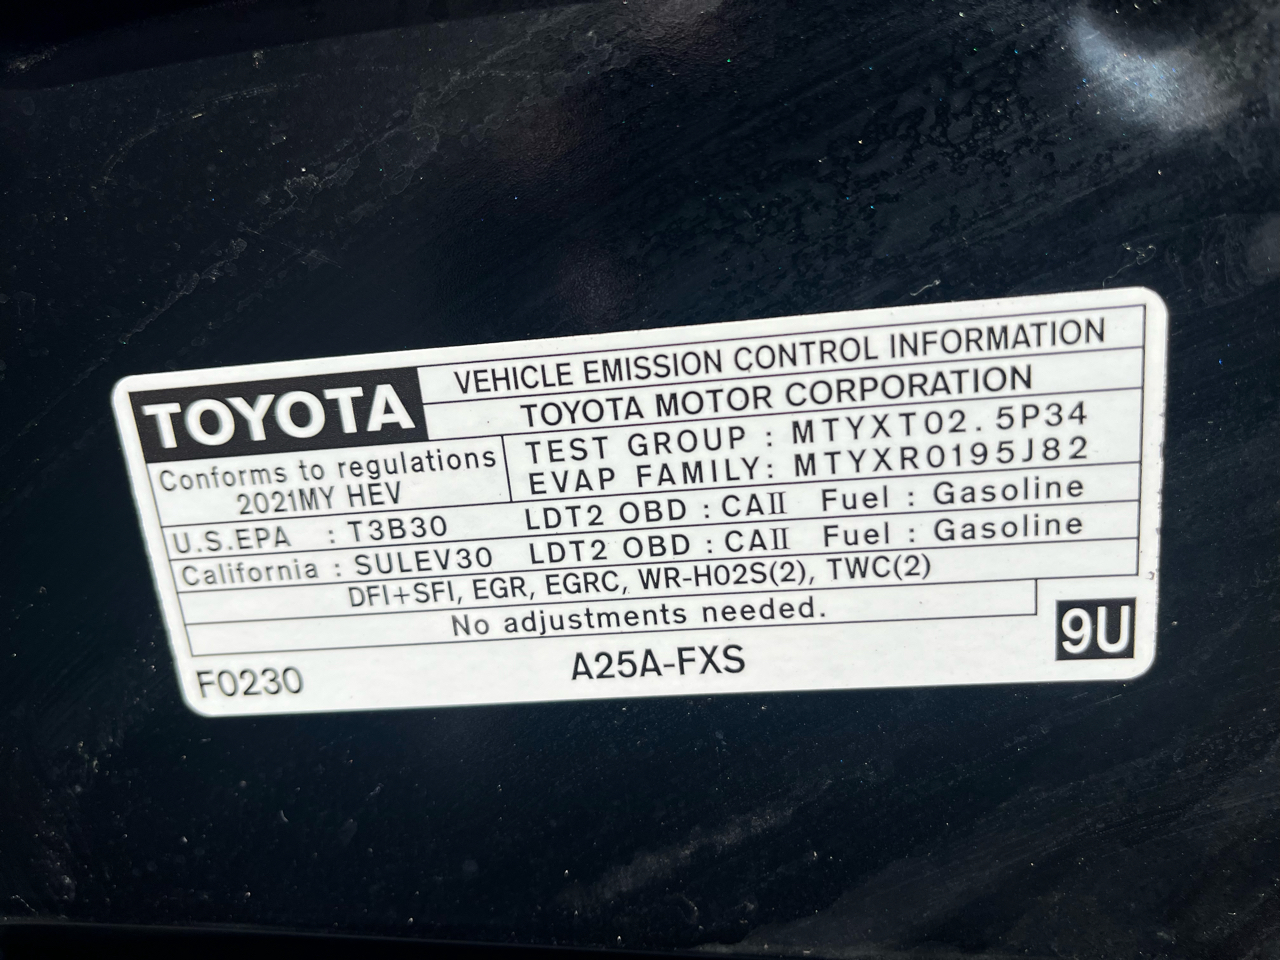 TOYOTA
VEHICLE EMISSION CONTROL INFORMATION
TOYOTA MOTOR CORPORATION
Conforms to regulations
2021MY HEV
TEST GROUP : MTYXT02.5P34
EVAP FAMILY: MTYXR0195J82
U.S.EPA : T3B30 LDT2 OBD : CAII Fuel : Gasoline
California : SULEV30 LDT2 OBD : CAII Fuel : Gasoline
DFI+SFI, EGR, EGRC, WR-HO2S(2), TWC(2)
No adjustments needed.
F0230 A25A-FXS 9U